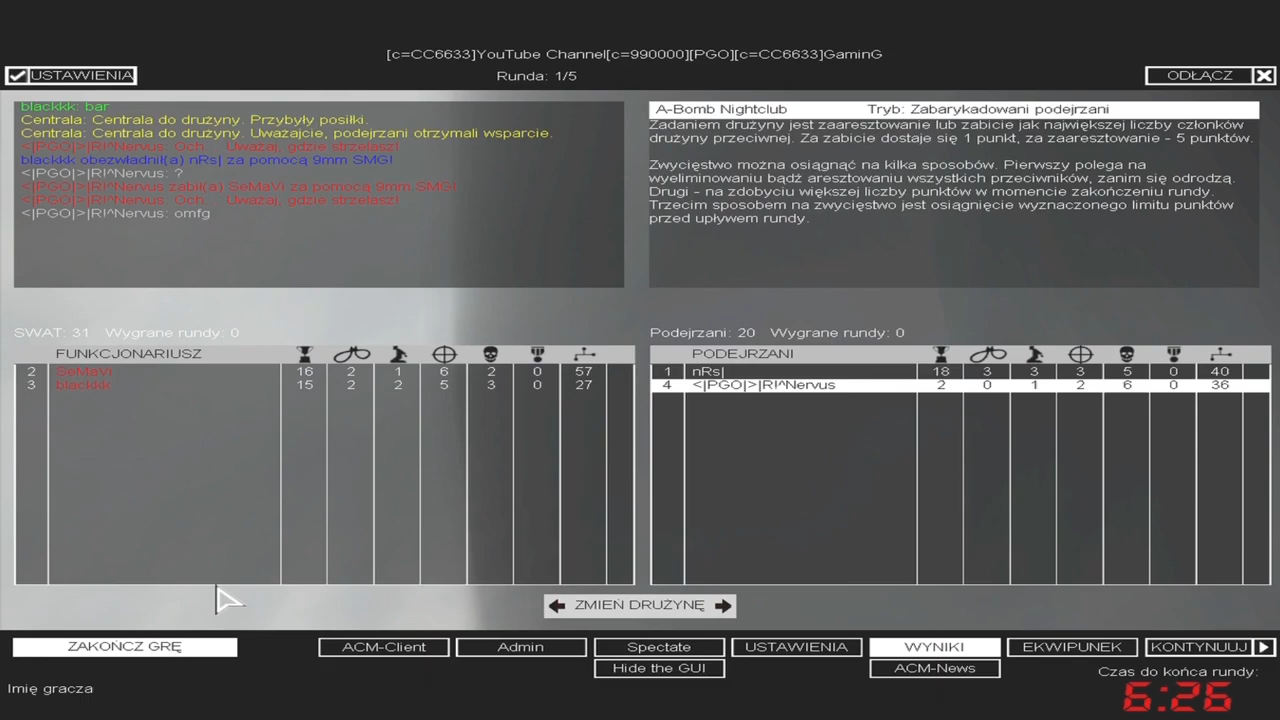 [c=CC6633]YouTube Channel[c=990000][PGO][c=CC6633]GaminG
USTAWIENIA
Runda: 1/5
ODŁĄCZ
blackkk: bar
Centrala: Centrala do drużyny. Przybyły posiłki.
Centrala: Centrala do drużyny. Uważajcie, podejrzani otrzymali wsparcie.
<|PGO|>|R!^Nervus: Och... Uważaj, gdzie strzelasz!
blackkk obezwładnił(a) nRs| za pomocą 9mm SMG!
<|PGO|>|R!^Nervus: ?
<|PGO|>|R!^Nervus zabił(a) SeMaVi za pomocą 9mm SMG!
<|PGO|>|R!^Nervus: Och... Uważaj, gdzie strzelasz!
<|PGO|>|R!^Nervus: omfg
A-Bomb Nightclub Tryb: Zabarykadowani podejrzani
Zadaniem drużyny jest zaaresztowanie lub zabicie jak największej liczby członków
drużyny przeciwnej. Za zabicie dostaje się 1 punkt, za zaaresztowanie - 5 punktów.
Zwycięstwo można osiągnąć na kilka sposobów. Pierwszy polega na
wyeliminowaniu bądź aresztowaniu wszystkich przeciwników, zanim się odrodzą.
Drugi - na zdobyciu większej liczby punktów w momencie zakończeniu rundy.
Trzecim sposobem na zwycięstwo jest osiągnięcie wyznaczonego limitu punktów
przed upływem rundy.
SWAT: 31 Wygrane rundy: 0
FUNKCJONARIUSZ
2 SeMaVi 16 2 1 6 2 0 57
3 blackkk 15 2 2 5 3 0 27
Podejrzani: 20 Wygrane rundy: 0
PODEJRZANI
1 nRs| 18 3 3 3 5 0 40
4 <|PGO|>|R!^Nervus 2 0 1 2 6 0 36
ZMIEŃ DRUŻYNĘ
ZAKOŃCZ GRĘ
ACM-Client
Admin
Spectate
USTAWIENIA
WYNIKI
EKWIPUNEK
KONTYNUUJ
Hide the GUI
ACM-News
Czas do końca rundy:
Imię gracza
6:26